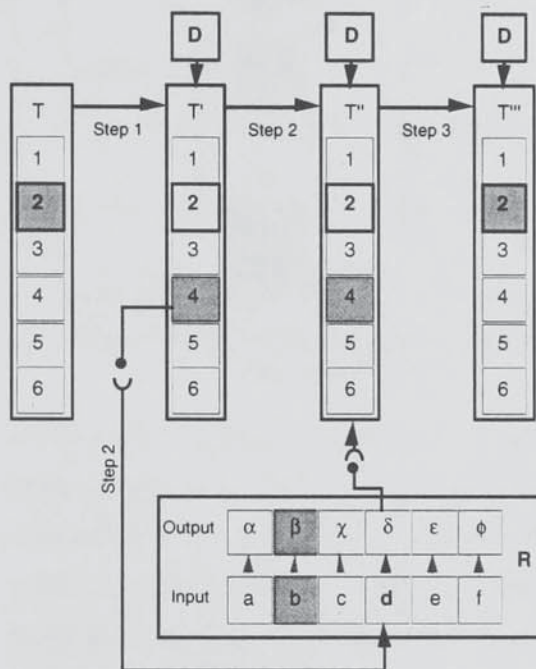 D D D
T T' T'' T'''
Step 1 Step 2 Step 3
1 1 1 1
2 2 2 2
3 3 3 3
4 4 4 4
5 5 5 5
6 6 6 6
Step 2
Output α β χ δ ε φ
R
Input a b c d e f